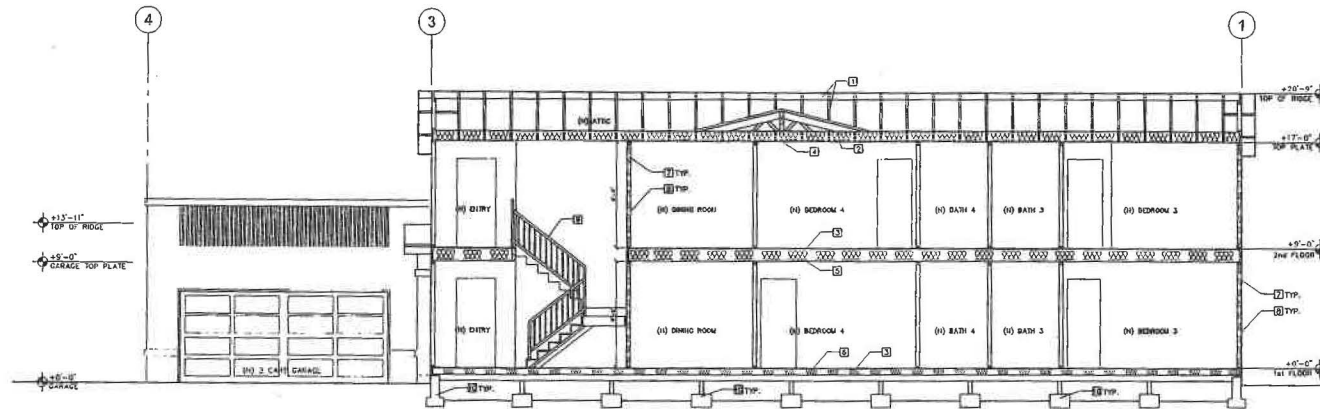 4
3
1
1
+20'-9"
TOP OF RIDGE
(N) ATTIC
2
4
+17'-0"
TOP PLATE
7 TYP.
8 TYP.
9
+13'-11"
TOP OF RIDGE
(N) ENTRY
(N) DINING ROOM
(N) BEDROOM 4
(N) BATH 4
(N) BATH 3
(N) BEDROOM 3
3
+9'-0"
2nd FLOOR
+9'-0"
GARAGE TOP PLATE
5
7 TYP.
8 TYP.
(N) ENTRY
(N) DINING ROOM
(N) BEDROOM 4
(N) BATH 4
(N) BATH 3
(N) BEDROOM 3
(N) 3 CARS GARAGE
6
3
+0'-0"
GARAGE
+0'-0"
1st FLOOR
10 TYP.
TYP.
10 TYP.